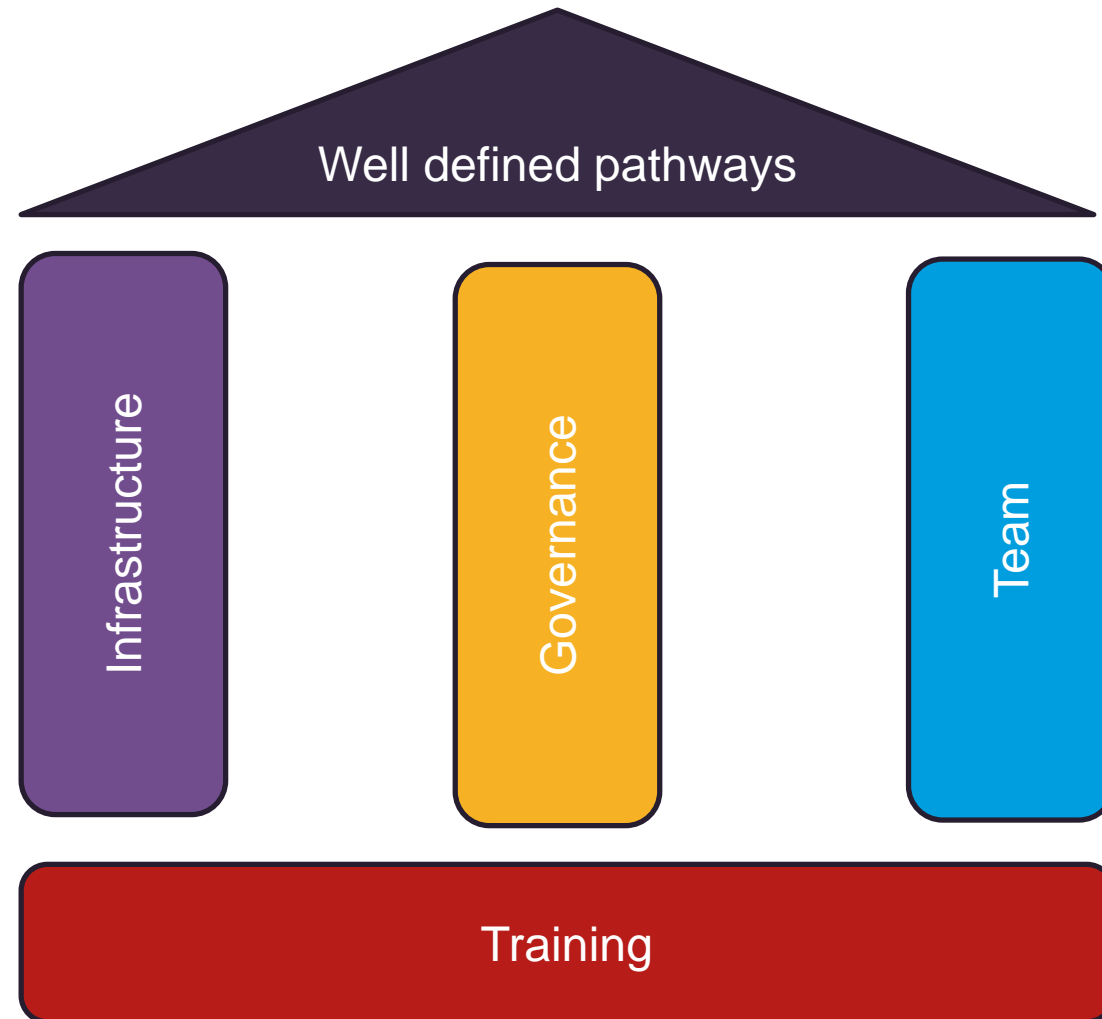 Well defined pathways
Infrastructure
Governance
Team
Training